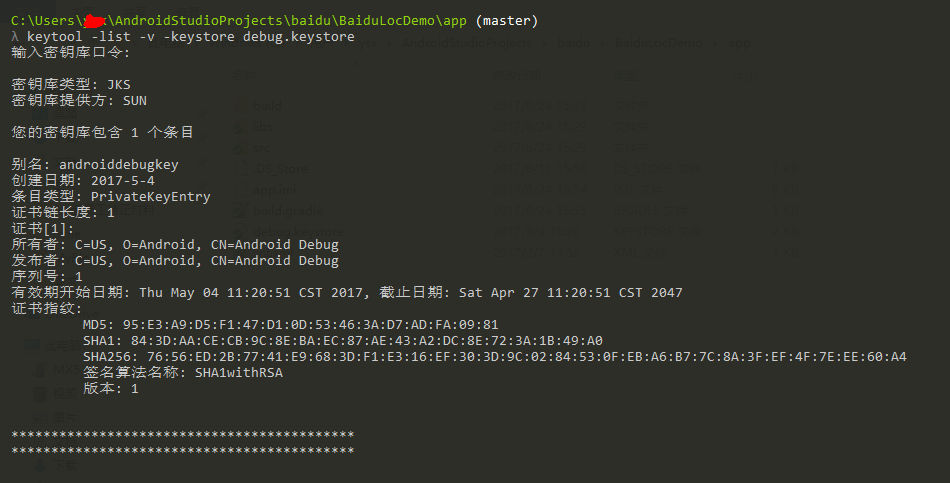 C:\Users\x\AndroidStudioProjects\baidu\BaiduLocDemo\app (master)
λ keytool -list -v -keystore debug.keystore
输入密钥库口令:
密钥库类型: JKS
密钥库提供方: SUN
您的密钥库包含 1 个条目
别名: androiddebugkey
创建日期: 2017-5-4
条目类型: PrivateKeyEntry
证书链长度: 1
证书[1]:
所有者: C=US, O=Android, CN=Android Debug
发布者: C=US, O=Android, CN=Android Debug
序列号: 1
有效期开始日期: Thu May 04 11:20:51 CST 2017, 截止日期: Sat Apr 27 11:20:51 CST 2047
证书指纹:
MD5: 95:E3:A9:D5:F1:47:D1:0D:53:46:3A:D7:AD:FA:09:81
SHA1: 84:3D:AA:CE:CB:9C:8E:BA:EC:87:AE:43:A2:DC:8E:72:3A:1B:49:A0
SHA256: 76:56:ED:2B:77:41:E9:68:3D:F1:E3:16:EF:30:3D:9C:02:84:53:0F:EB:A6:B7:7C:8A:3F:EF:4F:7E:EE:60:A4
签名算法名称: SHA1withRSA
版本: 1
*******************************************
*******************************************